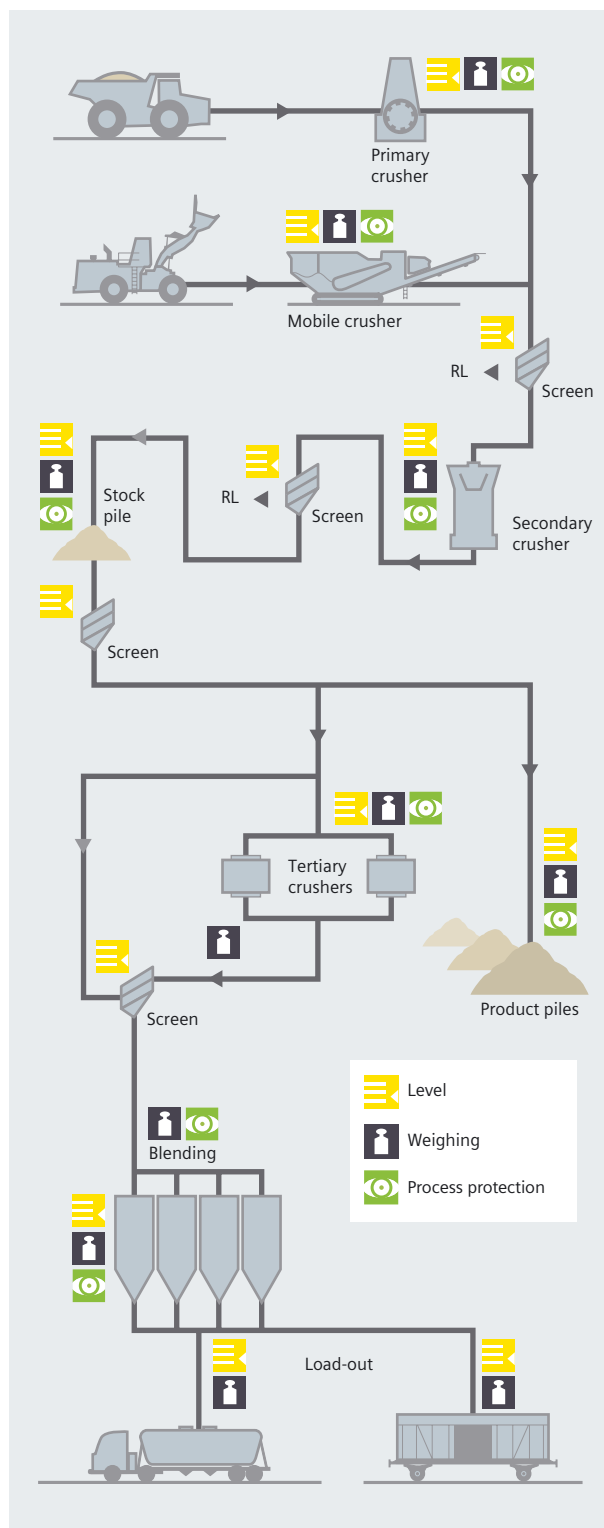 Primary
crusher
Mobile crusher
RL
Screen
Stock
pile
RL
Screen
Secondary
crusher
Screen
Tertiary
crushers
Screen
Product piles
Level
Weighing
Process protection
Blending
Load-out